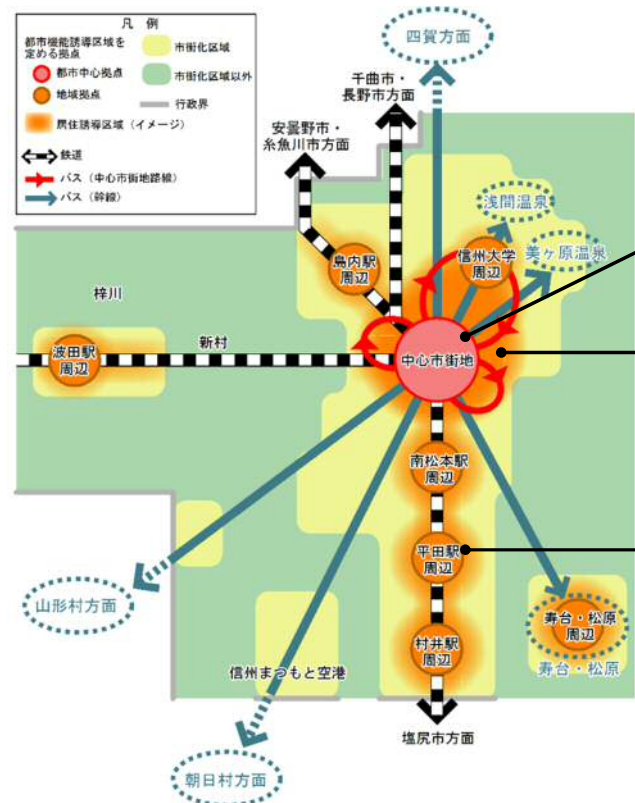 凡 例
都市機能誘導区域を
定める拠点
都市中心拠点
地域拠点
居住誘導区域（イメージ）
市街化区域
市街化区域以外
行政界
鉄道
バス（中心市街地路線）
バス（幹線）
四賀方面
千曲市・
長野市方面
安曇野市・
糸魚川市方面
浅間温泉
美ヶ原温泉
信州大学
周辺
島内駅
周辺
梓川
新村
波田駅
周辺
中心市街地
南松本駅
周辺
平田駅
周辺
村井駅
周辺
寿台・松原
周辺
寿台・松原
山形村方面
信州まつもと空港
塩尻市方面
朝日村方面